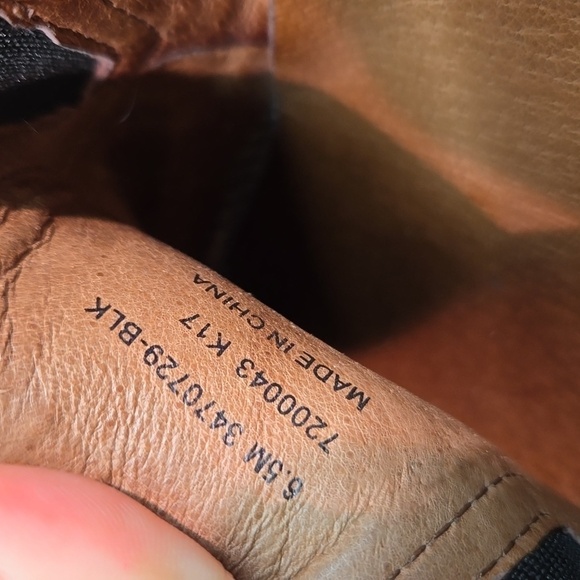 6.5M 3470729-BLK
7200043 K17
MADE IN CHINA